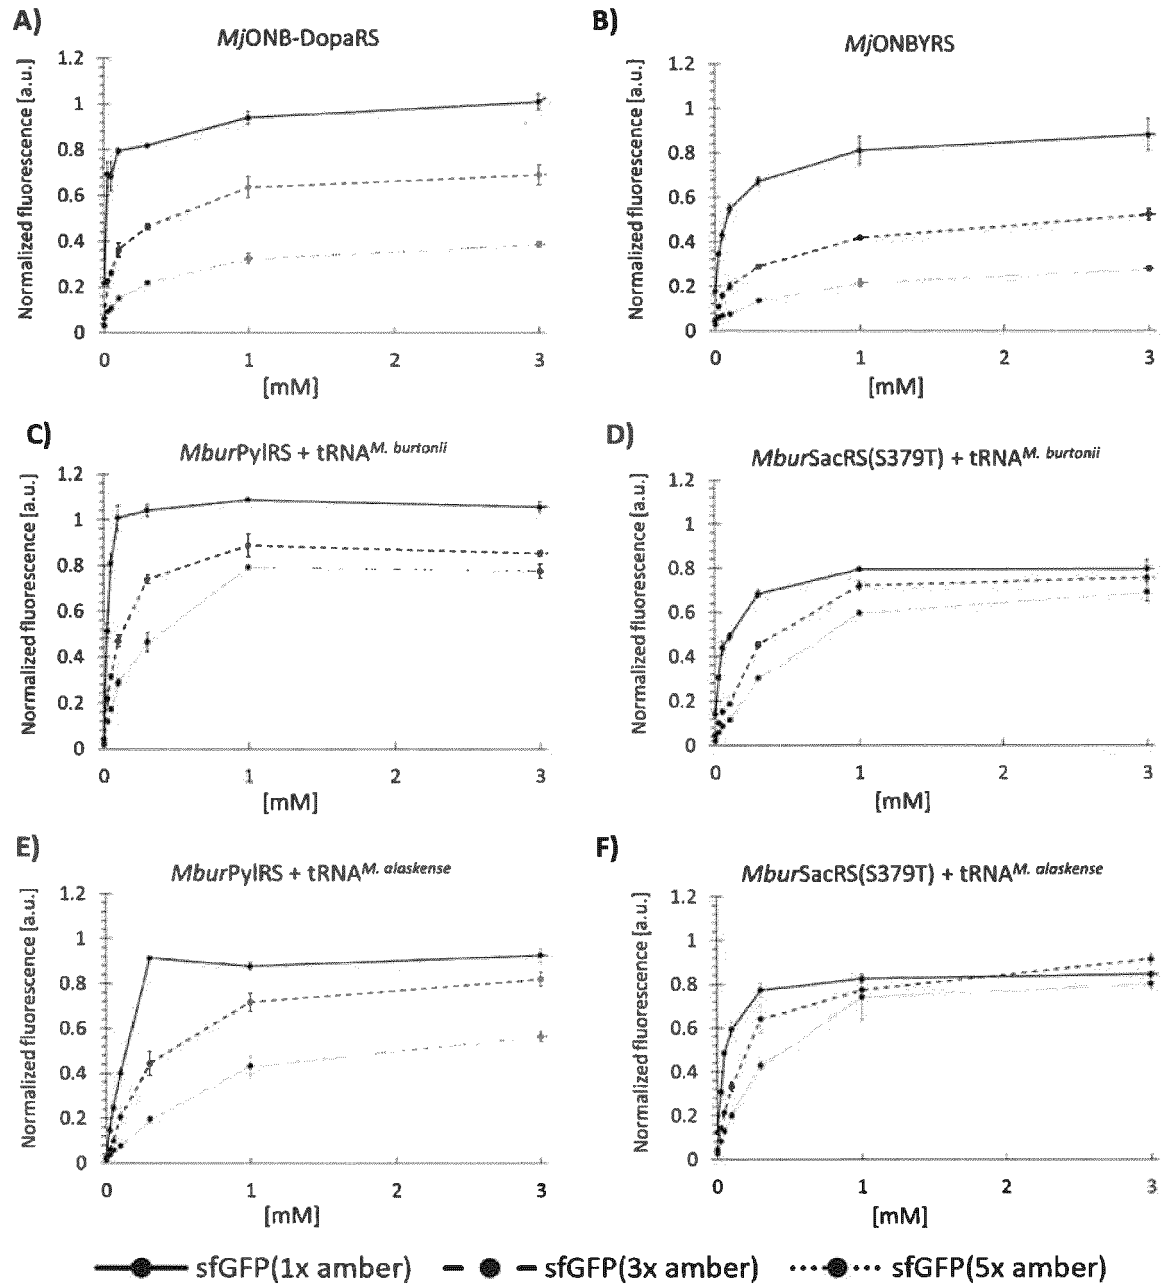 A)
MjONB-DopaRS
Normalized fluorescence [a.u.]
1.2
1
0.8
0.6
0.4
0.2
0
0 1 2 3
[mM]
B)
MjONBYRS
Normalized fluorescence [a.u.]
1.2
1
0.8
0.6
0.4
0.2
0
0 1 2 3
[mM]
C)
MburPylRS + tRNA^M. burtonii
Normalized fluorescence [a.u.]
1.2
1
0.8
0.6
0.4
0.2
0
0 1 2 3
[mM]
D)
MburSacRS(S379T) + tRNA^M. burtonii
Normalized fluorescence [a.u.]
1.2
1
0.8
0.6
0.4
0.2
0
0 1 2 3
[mM]
E)
MburPylRS + tRNA^M. alaskense
Normalized fluorescence [a.u.]
1.2
1
0.8
0.6
0.4
0.2
0
0 1 2 3
[mM]
F)
MburSacRS(S379T) + tRNA^M. alaskense
Normalized fluorescence [a.u.]
1.2
1
0.8
0.6
0.4
0.2
0
0 1 2 3
[mM]
sfGFP(1x amber) sfGFP(3x amber) sfGFP(5x amber)